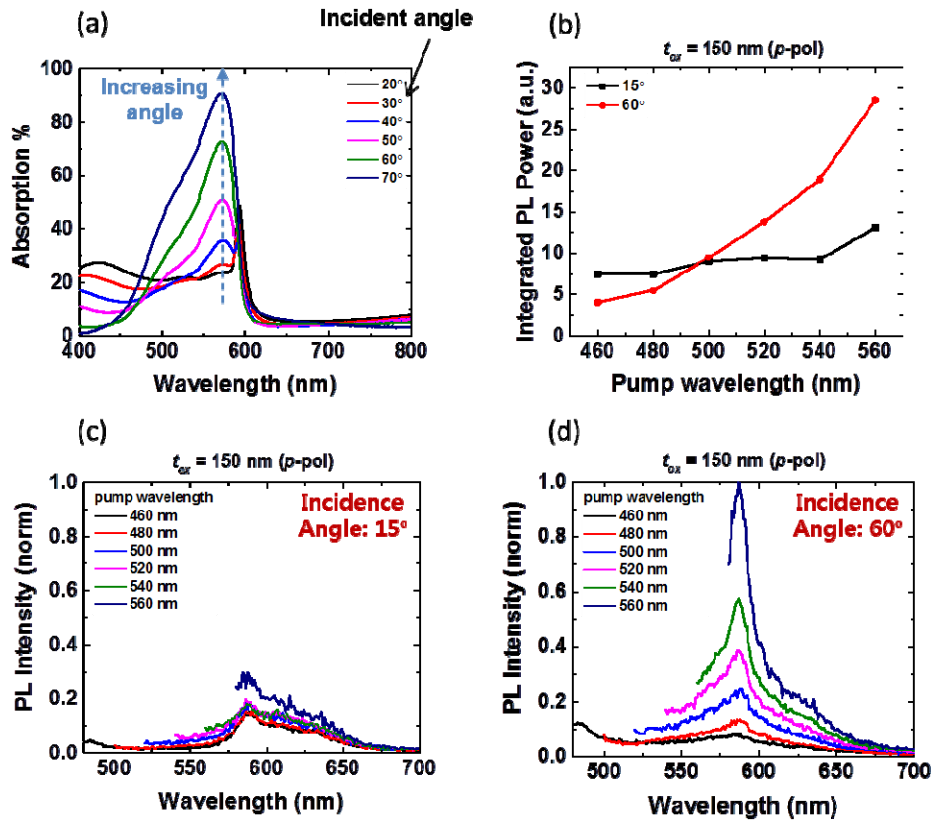 (a)
Incident angle
Increasing
angle
20°
30°
40°
50°
60°
70°
100
80
60
40
20
0
Absorption %
400 500 600 700 800
Wavelength (nm)
(b)
tox = 150 nm (p-pol)
15°
60°
30
25
20
15
10
5
0
Integrated PL Power (a.u.)
460 480 500 520 540 560
Pump wavelength (nm)
(c)
tox = 150 nm (p-pol)
pump wavelength
460 nm
480 nm
500 nm
520 nm
540 nm
560 nm
Incidence
Angle: 15°
1.0
0.8
0.6
0.4
0.2
0.0
PL Intensity (norm)
500 550 600 650 700
Wavelength (nm)
(d)
tox = 150 nm (p-pol)
pump wavelength
460 nm
480 nm
500 nm
520 nm
540 nm
560 nm
Incidence
Angle: 60°
1.0
0.8
0.6
0.4
0.2
0.0
PL Intensity (norm)
500 550 600 650 700
Wavelength (nm)